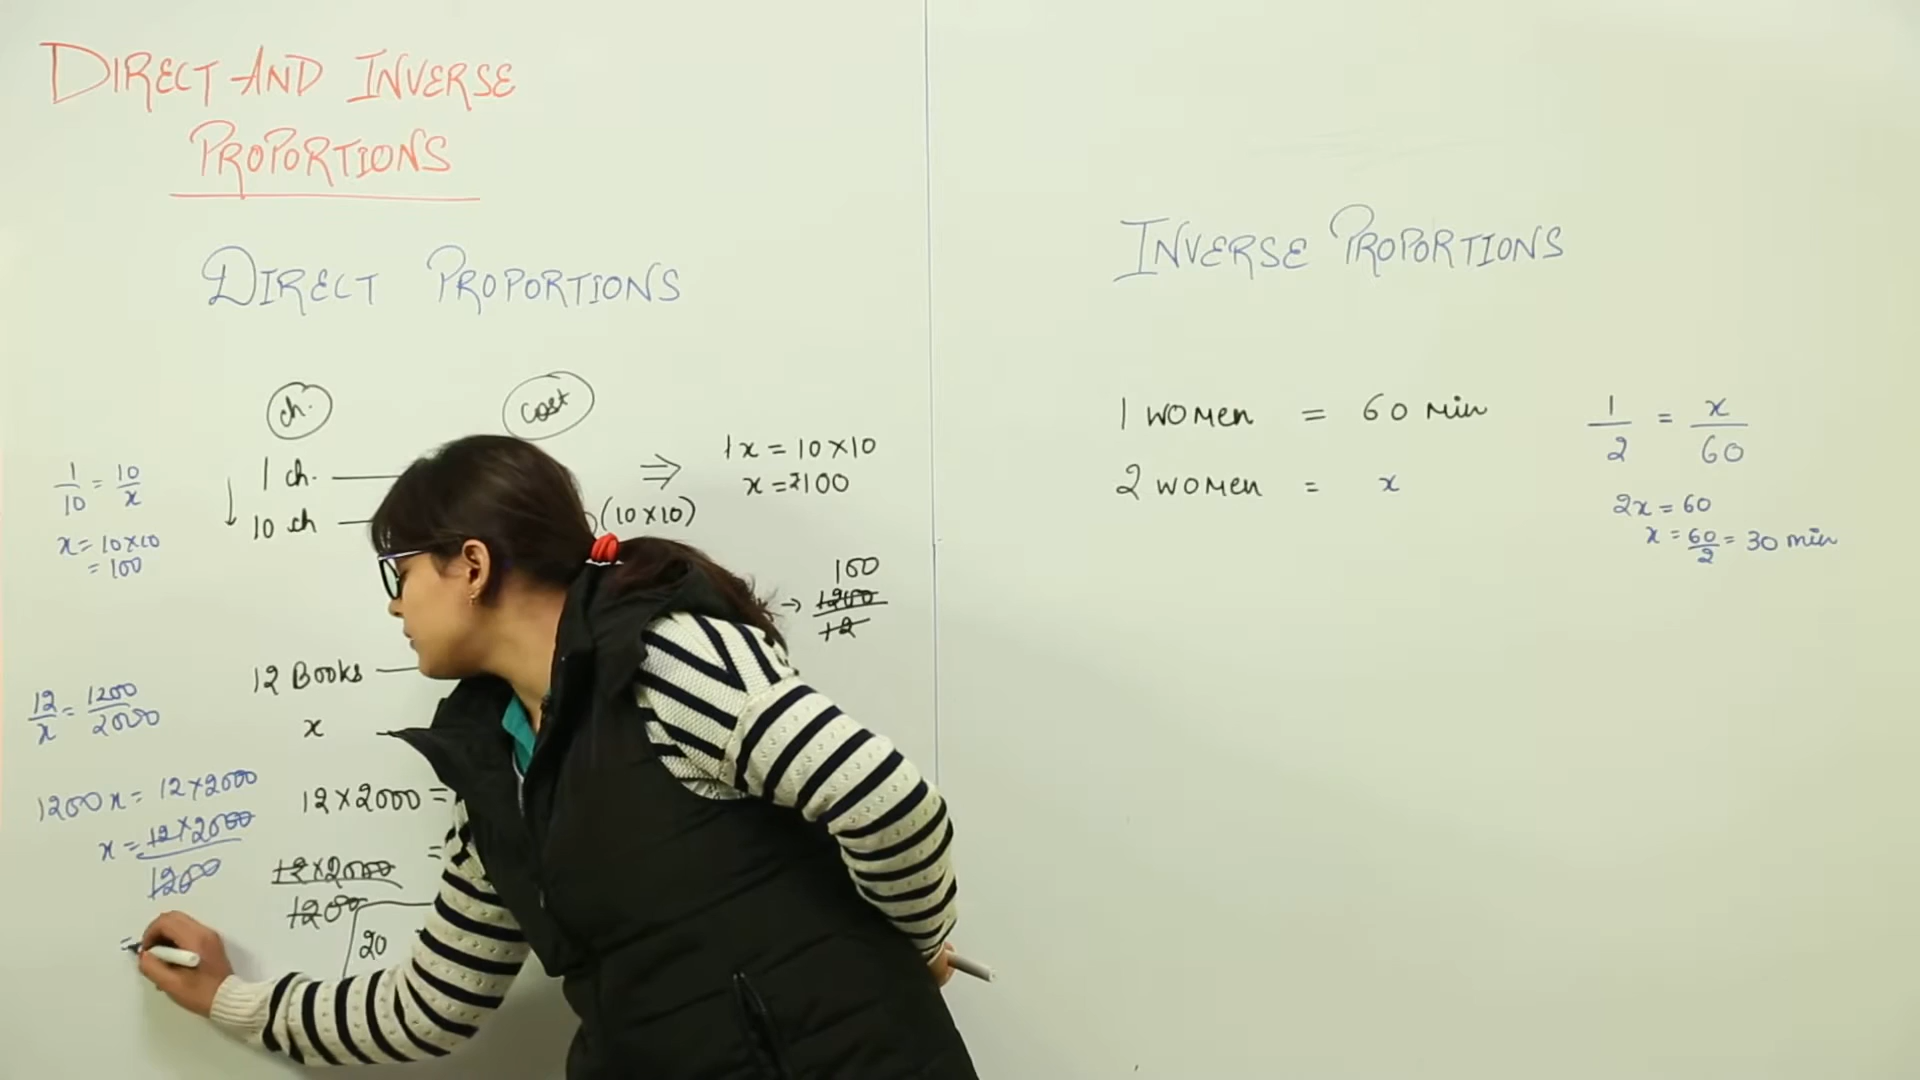 DIRECT AND INVERSE
PROPORTIONS
DIRECT PROPORTIONS
ch. cost
1/10 = 10/x
x = 10×10
= 100
1 ch.
10 ch
(10×10)
⇒ 1x = 10×10
x = ₹100
→ 1200/12 100
12/x = 1200/2000
1200x = 12×2000
x = 12×2000/1200
=
12 Books
x
12×2000 =
12×2000/1200 =
20
INVERSE PROPORTIONS
1 women = 60 min
2 women = x
1/2 = x/60
2x = 60
x = 60/2 = 30 min